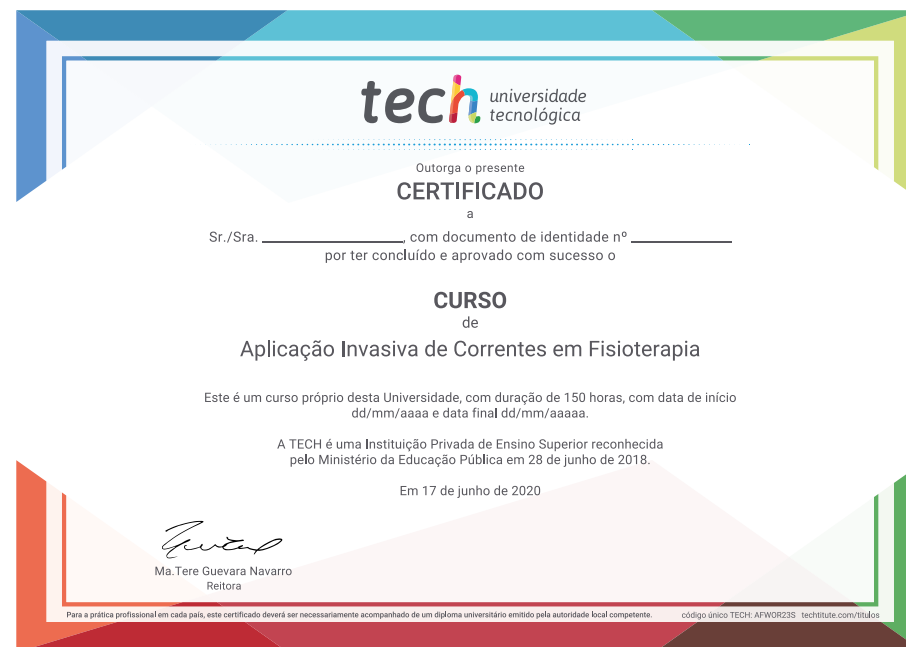 tech universidade
tecnológica
Outorga o presente
CERTIFICADO
a
Sr./Sra. ____________________, com documento de identidade nº ______________
por ter concluído e aprovado com sucesso o
CURSO
de
Aplicação Invasiva de Correntes em Fisioterapia
Este é um curso próprio desta Universidade, com duração de 150 horas, com data de início
dd/mm/aaaa e data final dd/mm/aaaaa.
A TECH é uma Instituição Privada de Ensino Superior reconhecida
pelo Ministério da Educação Pública em 28 de junho de 2018.
Em 17 de junho de 2020
Ma.Tere Guevara Navarro
Reitora
Para a prática profissional em cada país, este certificado deverá ser necessariamente acompanhado de um diploma universitário emitido pela autoridade local competente. código único TECH: AFWOR23S techtitute.com/titulos